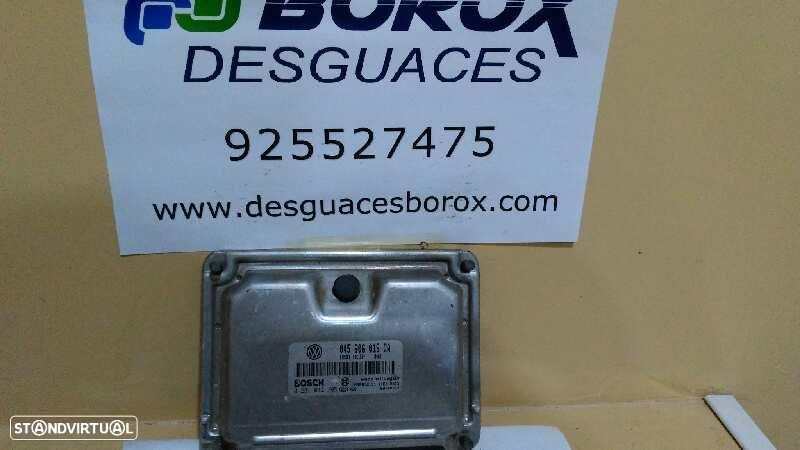 BOROX
DESGUACES
925527475
www.desguacesborox.com
BOSCH
STANDVIRTUAL